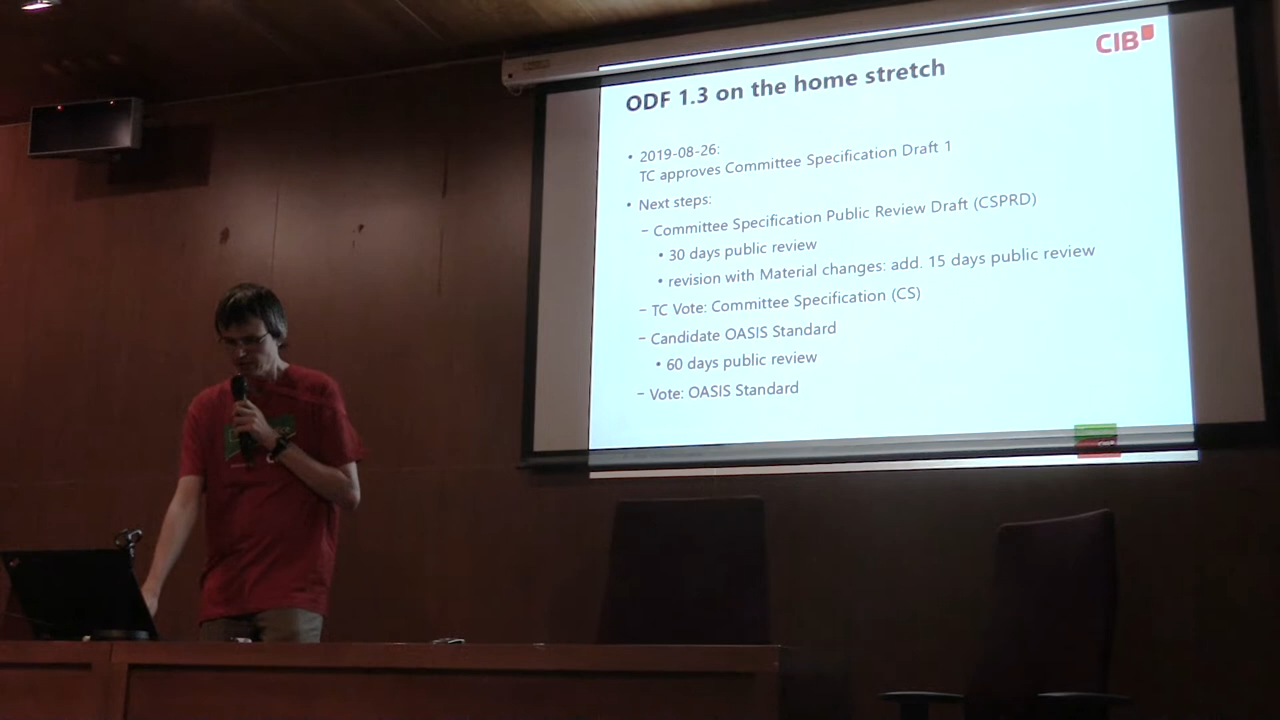 CIB
ODF 1.3 on the home stretch
• 2019-08-26:
TC approves Committee Specification Draft 1
• Next steps:
– Committee Specification Public Review Draft (CSPRD)
• 30 days public review
• revision with Material changes: add. 15 days public review
– TC Vote: Committee Specification (CS)
– Candidate OASIS Standard
• 60 days public review
– Vote: OASIS Standard